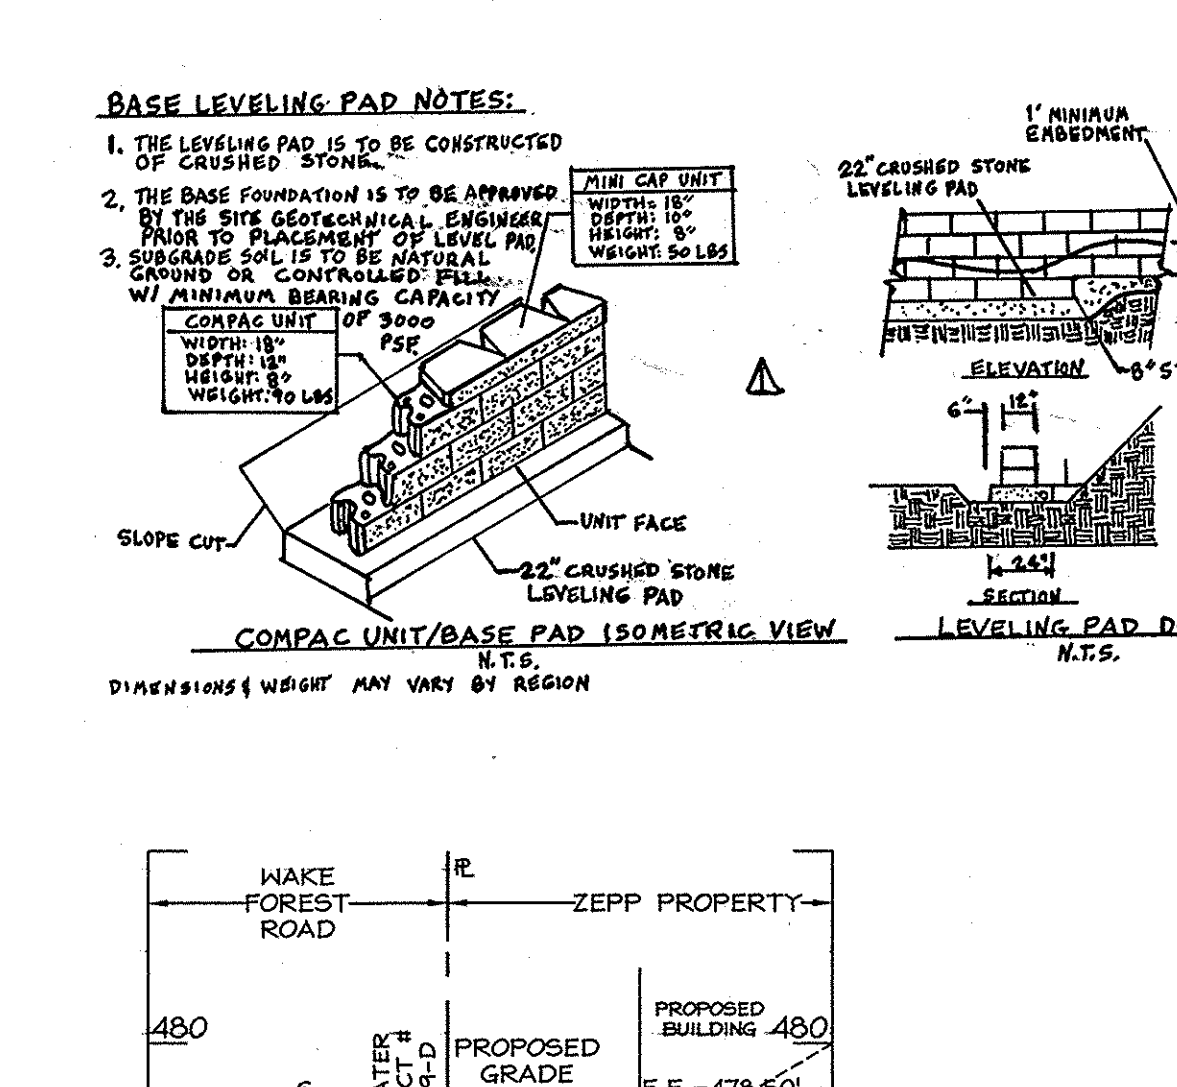 BASE LEVELING PAD NOTES:
1. THE LEVELING PAD IS TO BE CONSTRUCTED
OF CRUSHED STONE.
2. THE BASE FOUNDATION IS TO BE APPROVED
BY THE SITE GEOTECHNICAL ENGINEER
PRIOR TO PLACEMENT OF LEVEL PAD
3. SUBGRADE SOIL IS TO BE NATURAL
GROUND OR CONTROLLED FILL
W/ MINIMUM BEARING CAPACITY
OF 3000
PSF.
MINI CAP UNIT
WIDTH: 18"
DEPTH: 10"
HEIGHT: 8"
WEIGHT: 50 LBS
COMPAC UNIT
WIDTH: 18"
DEPTH: 12"
HEIGHT: 8"
WEIGHT: 90 LBS
SLOPE CUT
UNIT FACE
22" CRUSHED STONE
LEVELING PAD
COMPAC UNIT/BASE PAD ISOMETRIC VIEW
N.T.S.
DIMENSIONS & WEIGHT MAY VARY BY REGION
1' MINIMUM
EMBEDMENT
22" CRUSHED STONE
LEVELING PAD
ELEVATION
6"
12"
24"
SECTION
LEVELING PAD
N.T.S.
WAKE
FOREST
ROAD
PL
ZEPP PROPERTY
480
PROPOSED
BUILDING 480
PROPOSED
GRADE